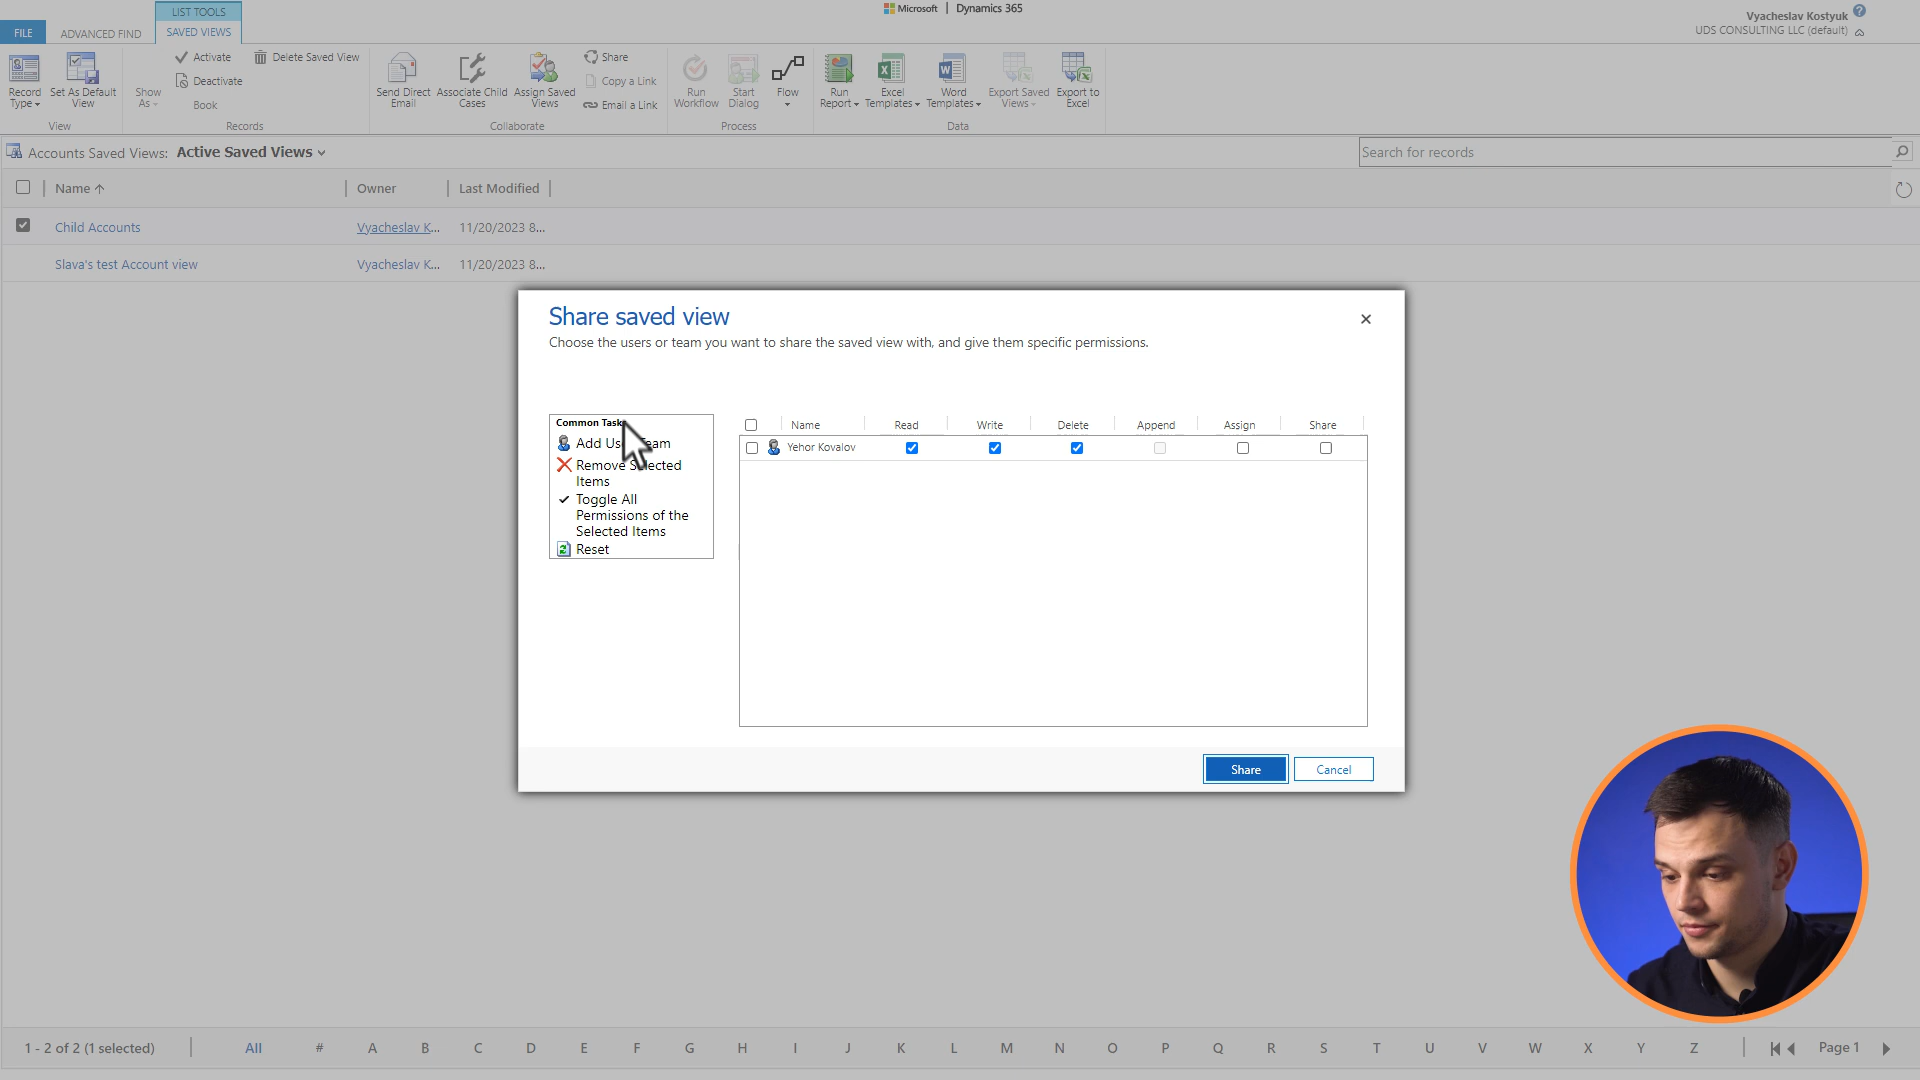 LIST TOOLS
Microsoft | Dynamics 365
Vyacheslav Kostyuk
UDS CONSULTING LLC (default)
FILE
ADVANCED FIND
SAVED VIEWS
Record Type
Set As Default View
Show As
Activate
Deactivate
Book
Delete Saved View
Send Direct Email
Associate Child Cases
Assign Saved Views
Share
Copy a Link
Email a Link
Run Workflow
Start Dialog
Flow
Run Report
Excel Templates
Word Templates
Export Saved Views
Export to Excel
View
Records
Collaborate
Process
Data
Accounts Saved Views: Active Saved Views
Search for records
Name
Owner
Last Modified
Child Accounts
Vyacheslav K...
11/20/2023 8...
Slava's test Account view
Vyacheslav K...
11/20/2023 8...
Share saved view
Choose the users or team you want to share the saved view with, and give them specific permissions.
Common Task
Add
Remove Selected
Items
Toggle All
Permissions of the
Selected Items
Reset
Name Read Write Delete Append Assign Share
Yehor Kovalov
Share
Cancel
1 - 2 of 2 (1 selected)
All # A B C D E F G H I J K L M N O P Q R S T U V W X Y Z
Page 1